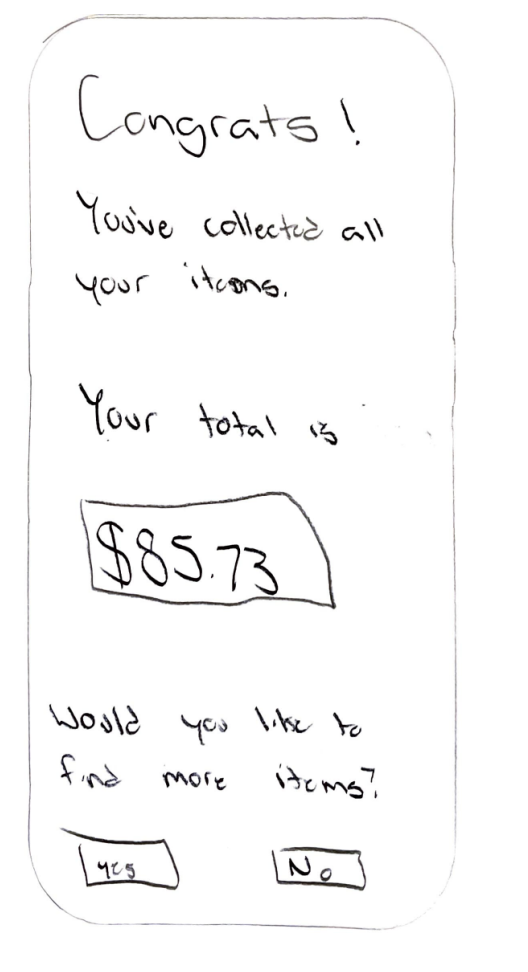 Congrats!
You've collected all
your items.
Your total is
$85.73
Would you like to
find more items?
yes
No